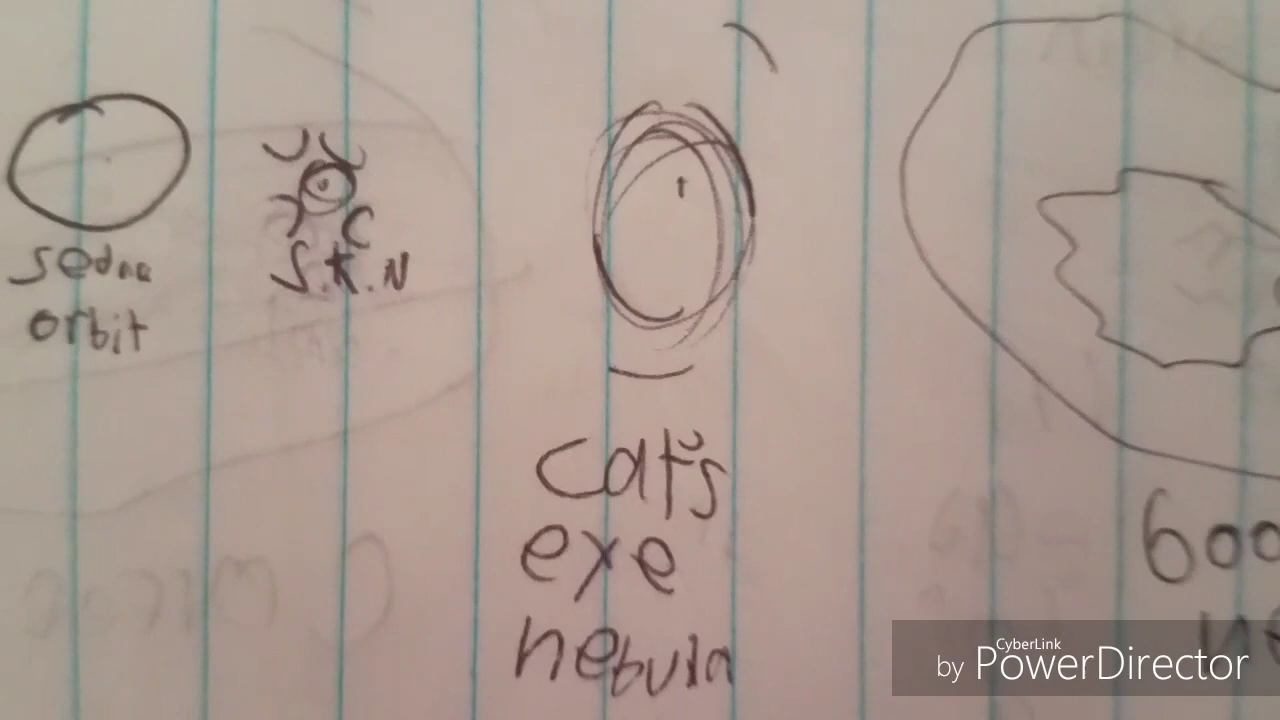 sedna
orbit
S.K.N
cat's
exe
nebula
600
CyberLink
by PowerDirector